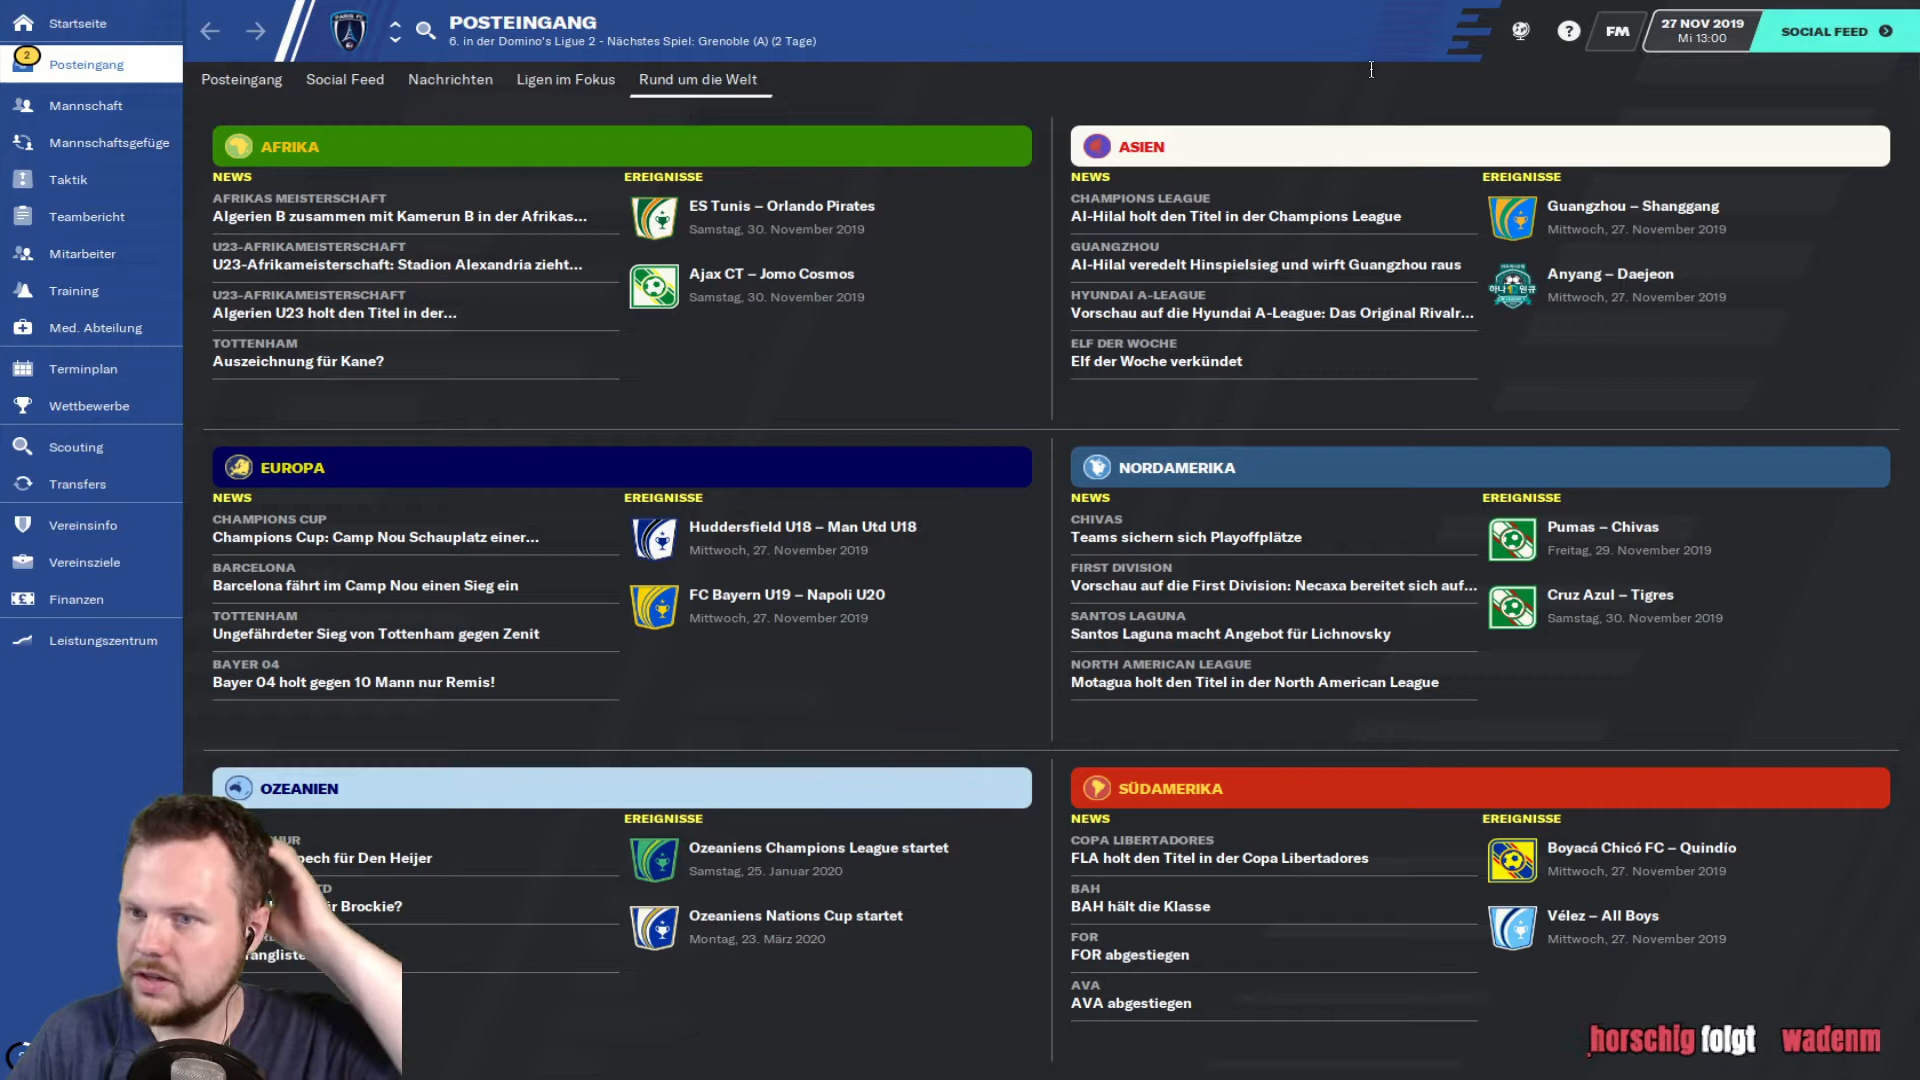 Startseite
2
Posteingang
Mannschaft
Mannschaftsgefüge
Taktik
Teambericht
Mitarbeiter
Training
Med. Abteilung
Terminplan
Wettbewerbe
Scouting
Transfers
Vereinsinfo
Vereinsziele
Finanzen
Leistungszentrum
PARIS FC
POSTEINGANG
6. in der Domino's Ligue 2 - Nächstes Spiel: Grenoble (A) (2 Tage)
?
FM
27 NOV 2019
Mi 13:00
SOCIAL FEED
Posteingang
Social Feed
Nachrichten
Ligen im Fokus
Rund um die Welt
AFRIKA
NEWS
AFRIKAS MEISTERSCHAFT
Algerien B zusammen mit Kamerun B in der Afrikas...
U23-AFRIKAMEISTERSCHAFT
U23-Afrikameisterschaft: Stadion Alexandria zieht...
U23-AFRIKAMEISTERSCHAFT
Algerien U23 holt den Titel in der...
TOTTENHAM
Auszeichnung für Kane?
EREIGNISSE
ES Tunis – Orlando Pirates
Samstag, 30. November 2019
Ajax CT – Jomo Cosmos
Samstag, 30. November 2019
ASIEN
NEWS
CHAMPIONS LEAGUE
Al-Hilal holt den Titel in der Champions League
GUANGZHOU
Al-Hilal veredelt Hinspielsieg und wirft Guangzhou raus
HYUNDAI A-LEAGUE
Vorschau auf die Hyundai A-League: Das Original Rivalr...
ELF DER WOCHE
Elf der Woche verkündet
EREIGNISSE
Guangzhou – Shanggang
Mittwoch, 27. November 2019
Anyang – Daejeon
Mittwoch, 27. November 2019
EUROPA
NEWS
CHAMPIONS CUP
Champions Cup: Camp Nou Schauplatz einer...
BARCELONA
Barcelona fährt im Camp Nou einen Sieg ein
TOTTENHAM
Ungefährdeter Sieg von Tottenham gegen Zenit
BAYER 04
Bayer 04 holt gegen 10 Mann nur Remis!
EREIGNISSE
Huddersfield U18 – Man Utd U18
Mittwoch, 27. November 2019
FC Bayern U19 – Napoli U20
Mittwoch, 27. November 2019
NORDAMERIKA
NEWS
CHIVAS
Teams sichern sich Playoffplätze
FIRST DIVISION
Vorschau auf die First Division: Necaxa bereitet sich auf...
SANTOS LAGUNA
Santos Laguna macht Angebot für Lichnovsky
NORTH AMERICAN LEAGUE
Motagua holt den Titel in der North American League
EREIGNISSE
Pumas – Chivas
Freitag, 29. November 2019
Cruz Azul – Tigres
Samstag, 30. November 2019
OZEANIEN
für Den Heijer
Brockie?
EREIGNISSE
Ozeaniens Champions League startet
Samstag, 25. Januar 2020
Ozeaniens Nations Cup startet
Montag, 23. März 2020
SÜDAMERIKA
NEWS
COPA LIBERTADORES
FLA holt den Titel in der Copa Libertadores
BAH
BAH hält die Klasse
FOR
FOR abgestiegen
AVA
AVA abgestiegen
EREIGNISSE
Boyacá Chicó FC – Quindío
Mittwoch, 27. November 2019
Vélez – All Boys
Mittwoch, 27. November 2019
horschig folgt wadenm